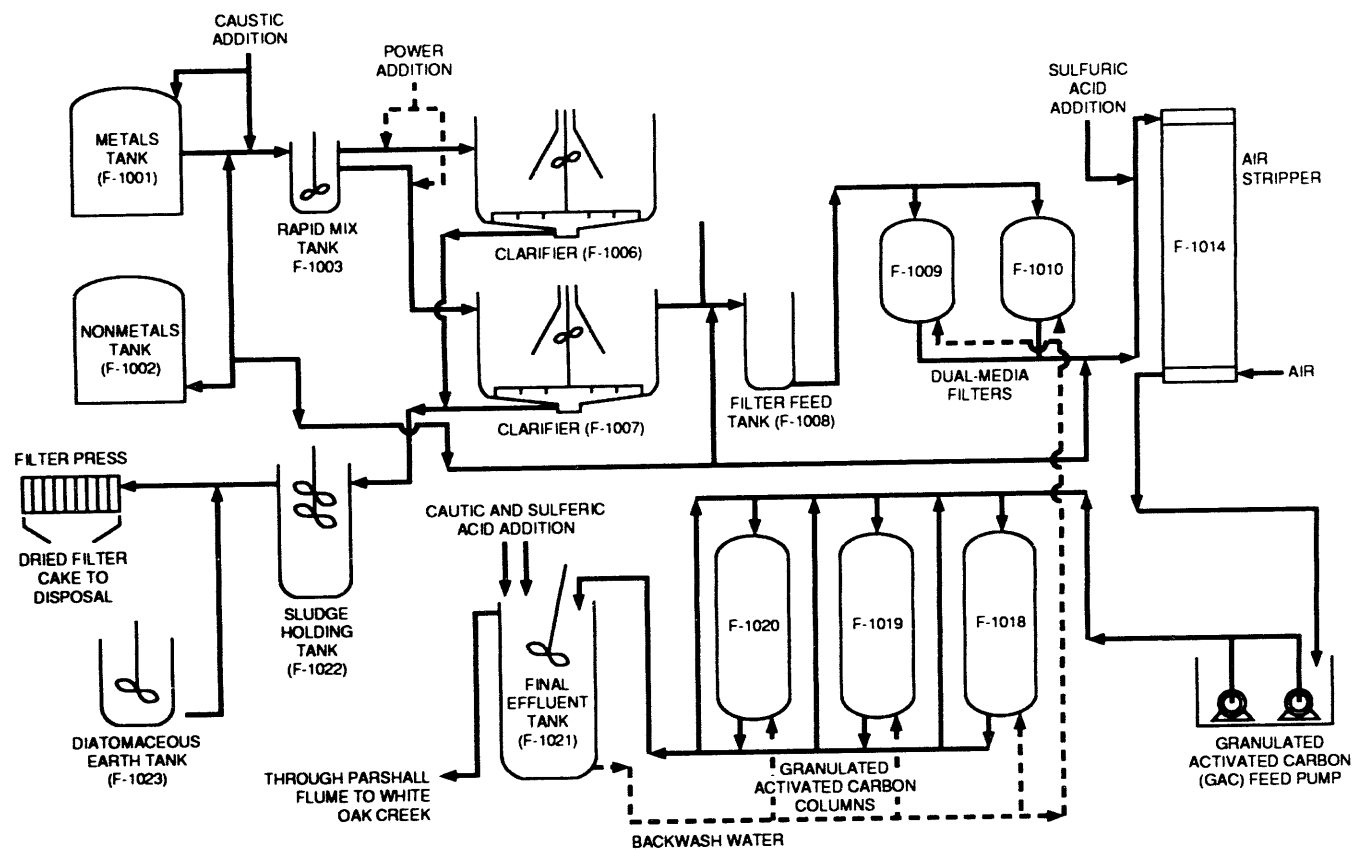 CAUSTIC
ADDITION
POWER
ADDITION
SULFURIC
ACID
ADDITION
METALS
TANK
(F-1001)
RAPID MIX
TANK
F-1003
CLARIFIER (F-1006)
AIR
STRIPPER
F-1014
F-1009
F-1010
NONMETALS
TANK
(F-1002)
CLARIFIER (F-1007)
FILTER FEED
TANK (F-1008)
DUAL-MEDIA
FILTERS
AIR
FILTER PRESS
DRIED FILTER
CAKE TO
DISPOSAL
SLUDGE
HOLDING
TANK
(F-1022)
CAUTIC AND SULFERIC
ACID ADDITION
F-1020
F-1019
F-1018
FINAL
EFFLUENT
TANK
(F-1021)
DIATOMACEOUS
EARTH TANK
(F-1023)
THROUGH PARSHALL
FLUME TO WHITE
OAK CREEK
GRANULATED
ACTIVATED CARBON
COLUMNS
GRANULATED
ACTIVATED CARBON
(GAC) FEED PUMP
BACKWASH WATER